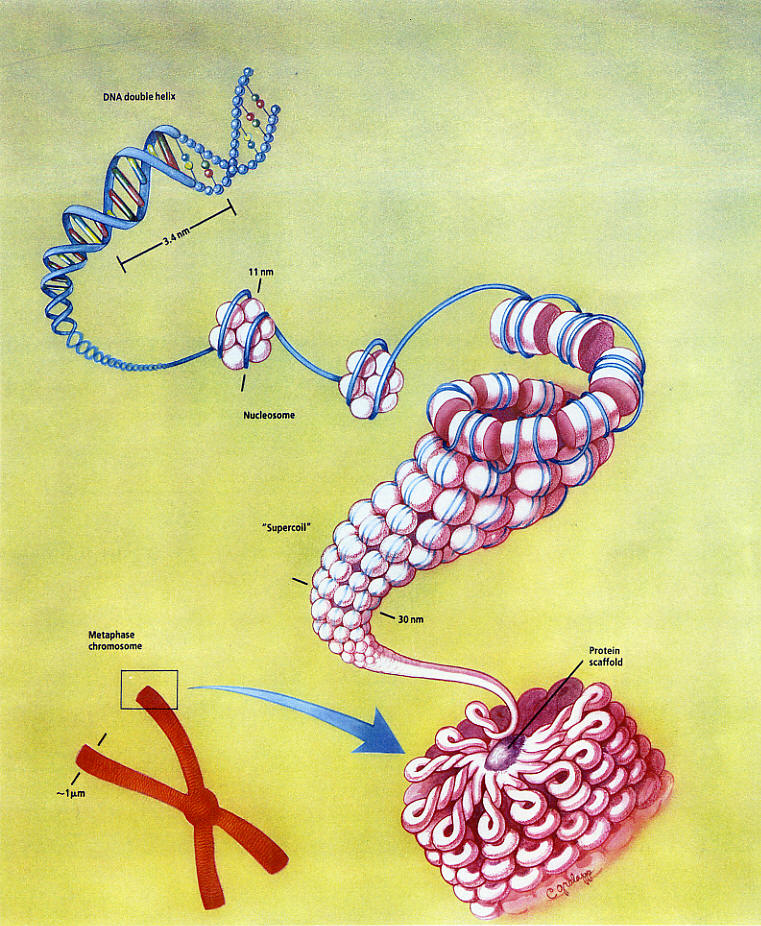 DNA double helix
3.4 nm
11 nm
Nucleosome
"Supercoil"
30 nm
Metaphase
chromosome
Protein
scaffold
~1µm